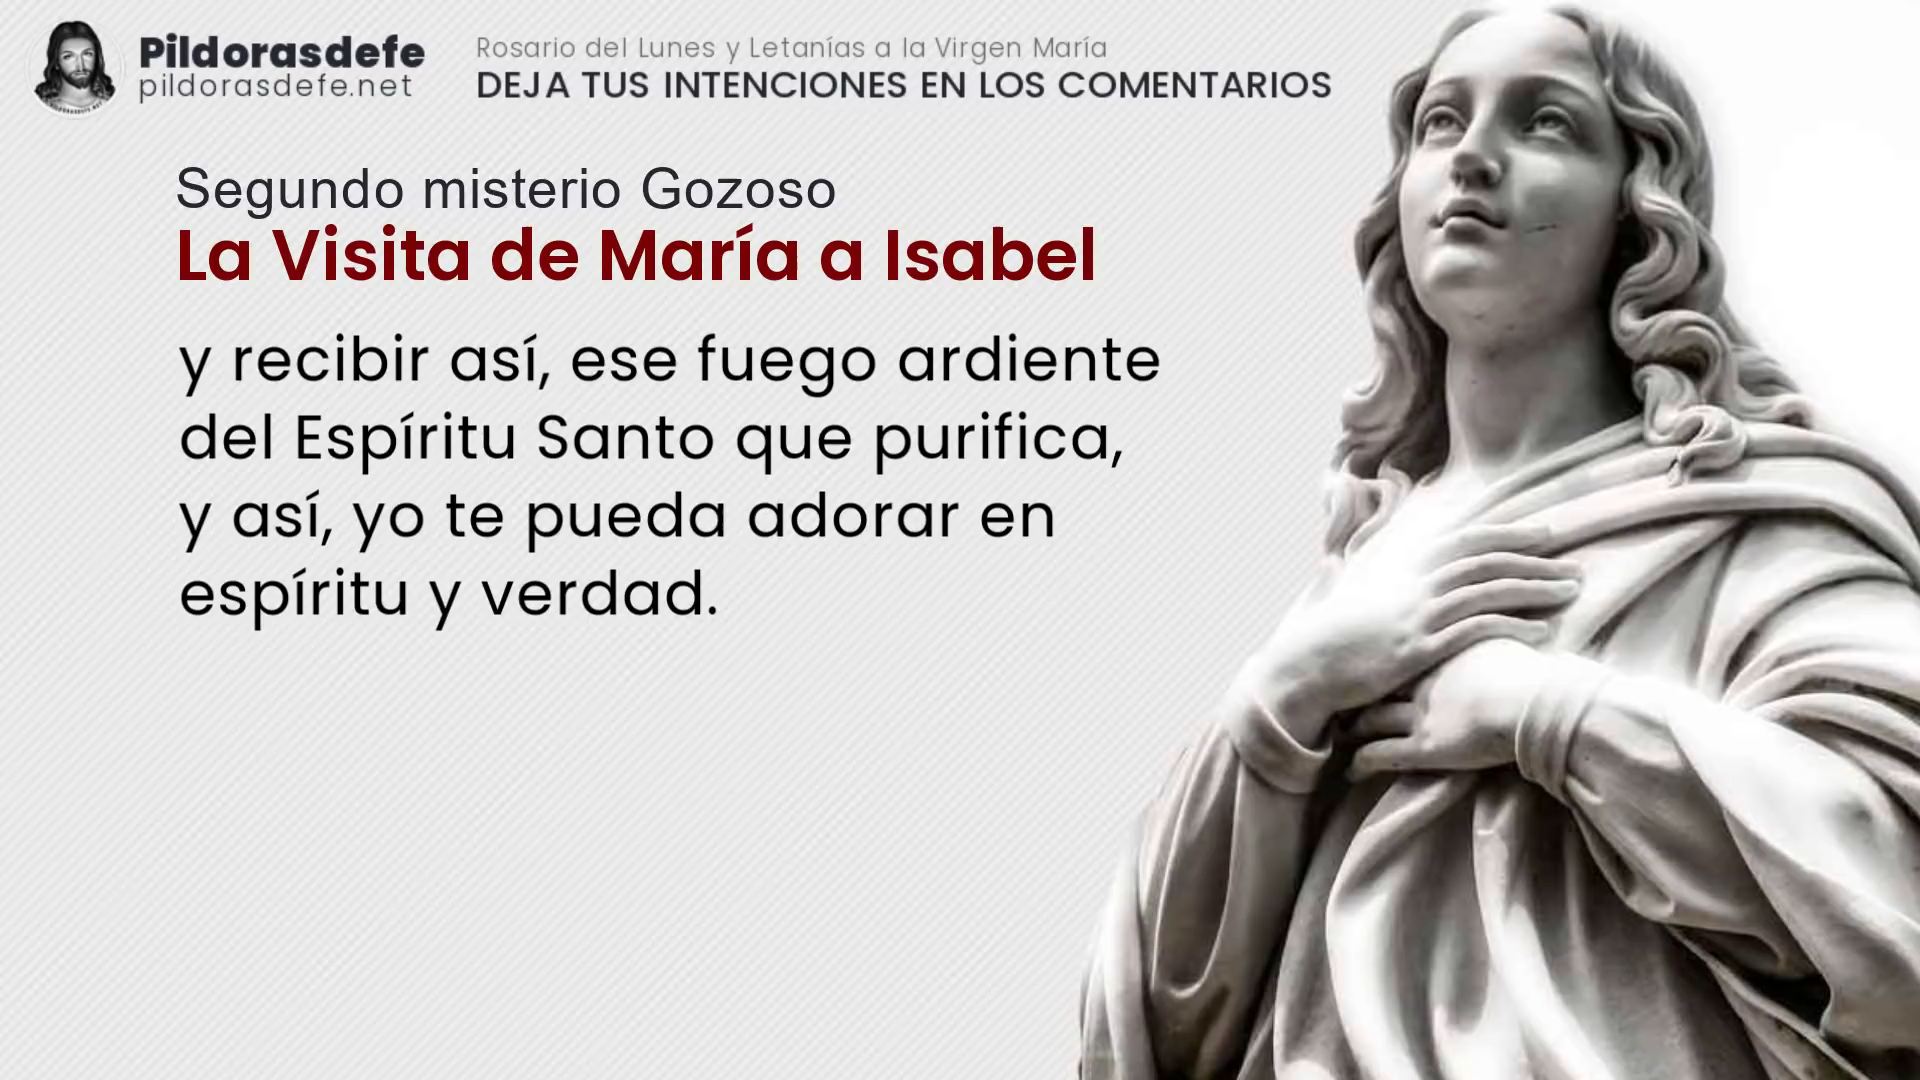 Pildorasdefe
pildorasdefe.net
Rosario del Lunes y Letanías a la Virgen María
DEJA TUS INTENCIONES EN LOS COMENTARIOS
Segundo misterio Gozoso
La Visita de María a Isabel
y recibir así, ese fuego ardiente
del Espíritu Santo que purifica,
y así, yo te pueda adorar en
espíritu y verdad.